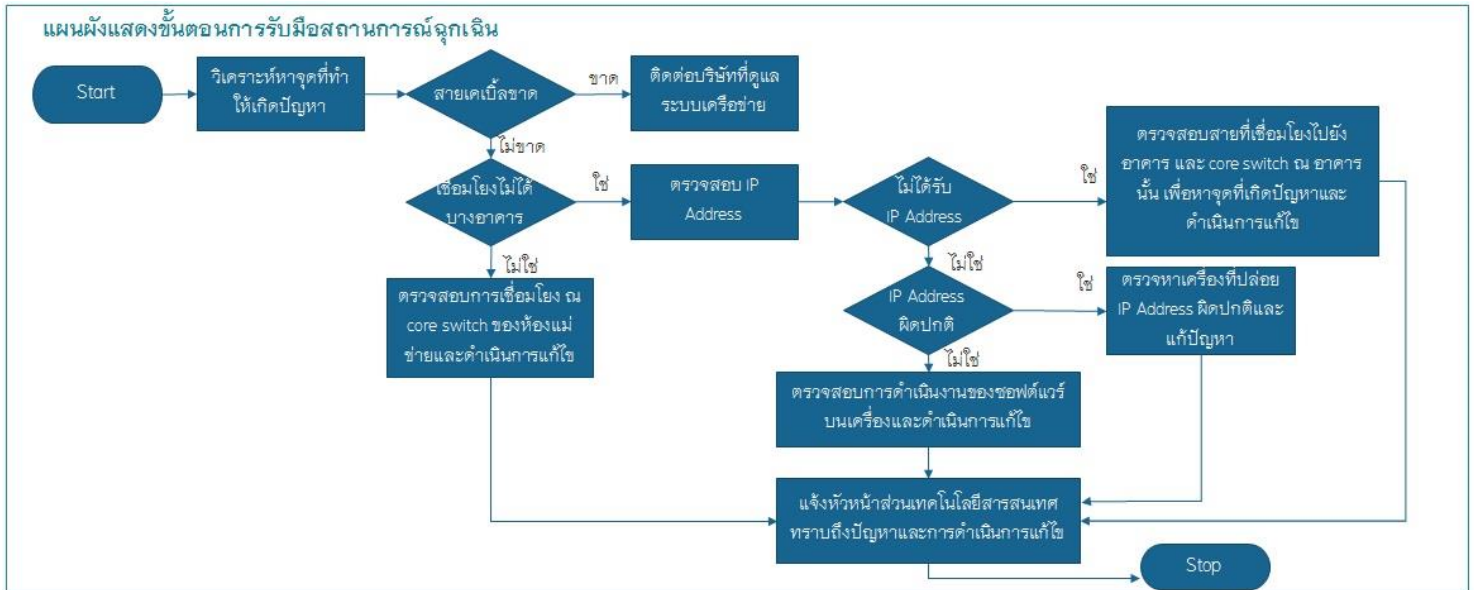 แผนผังแสดงขั้นตอนการรับมือสถานการณ์ฉุกเฉิน
Start
วิเคราะห์หาจุดที่ทำ
ให้เกิดปัญหา
สายเคเบิ้ลขาด
ขาด
ติดต่อบริษัทที่ดูแล
ระบบเครือข่าย
ไม่ขาด
เชื่อมโยงไม่ได้
บางอาคาร
ใช่
ตรวจสอบ IP
Address
ไม่ได้รับ
IP Address
ใช่
ตรวจสอบสายที่เชื่อมโยงไปยัง
อาคาร และ core switch ณ อาคาร
นั้น เพื่อหาจุดที่เกิดปัญหาและ
ดำเนินการแก้ไข
ไม่ใช่
ตรวจสอบการเชื่อมโยง ณ
core switch ของห้องแม่
ข่ายและดำเนินการแก้ไข
ไม่ใช่
IP Address
ผิดปกติ
ใช่
ตรวจหาเครื่องที่ปล่อย
IP Address ผิดปกติและ
แก้ปัญหา
ไม่ใช่
ตรวจสอบการดำเนินงานของซอฟต์แวร์
บนเครื่องและดำเนินการแก้ไข
แจ้งหัวหน้าส่วนเทคโนโลยีสารสนเทศ
ทราบถึงปัญหาและการดำเนินการแก้ไข
Stop